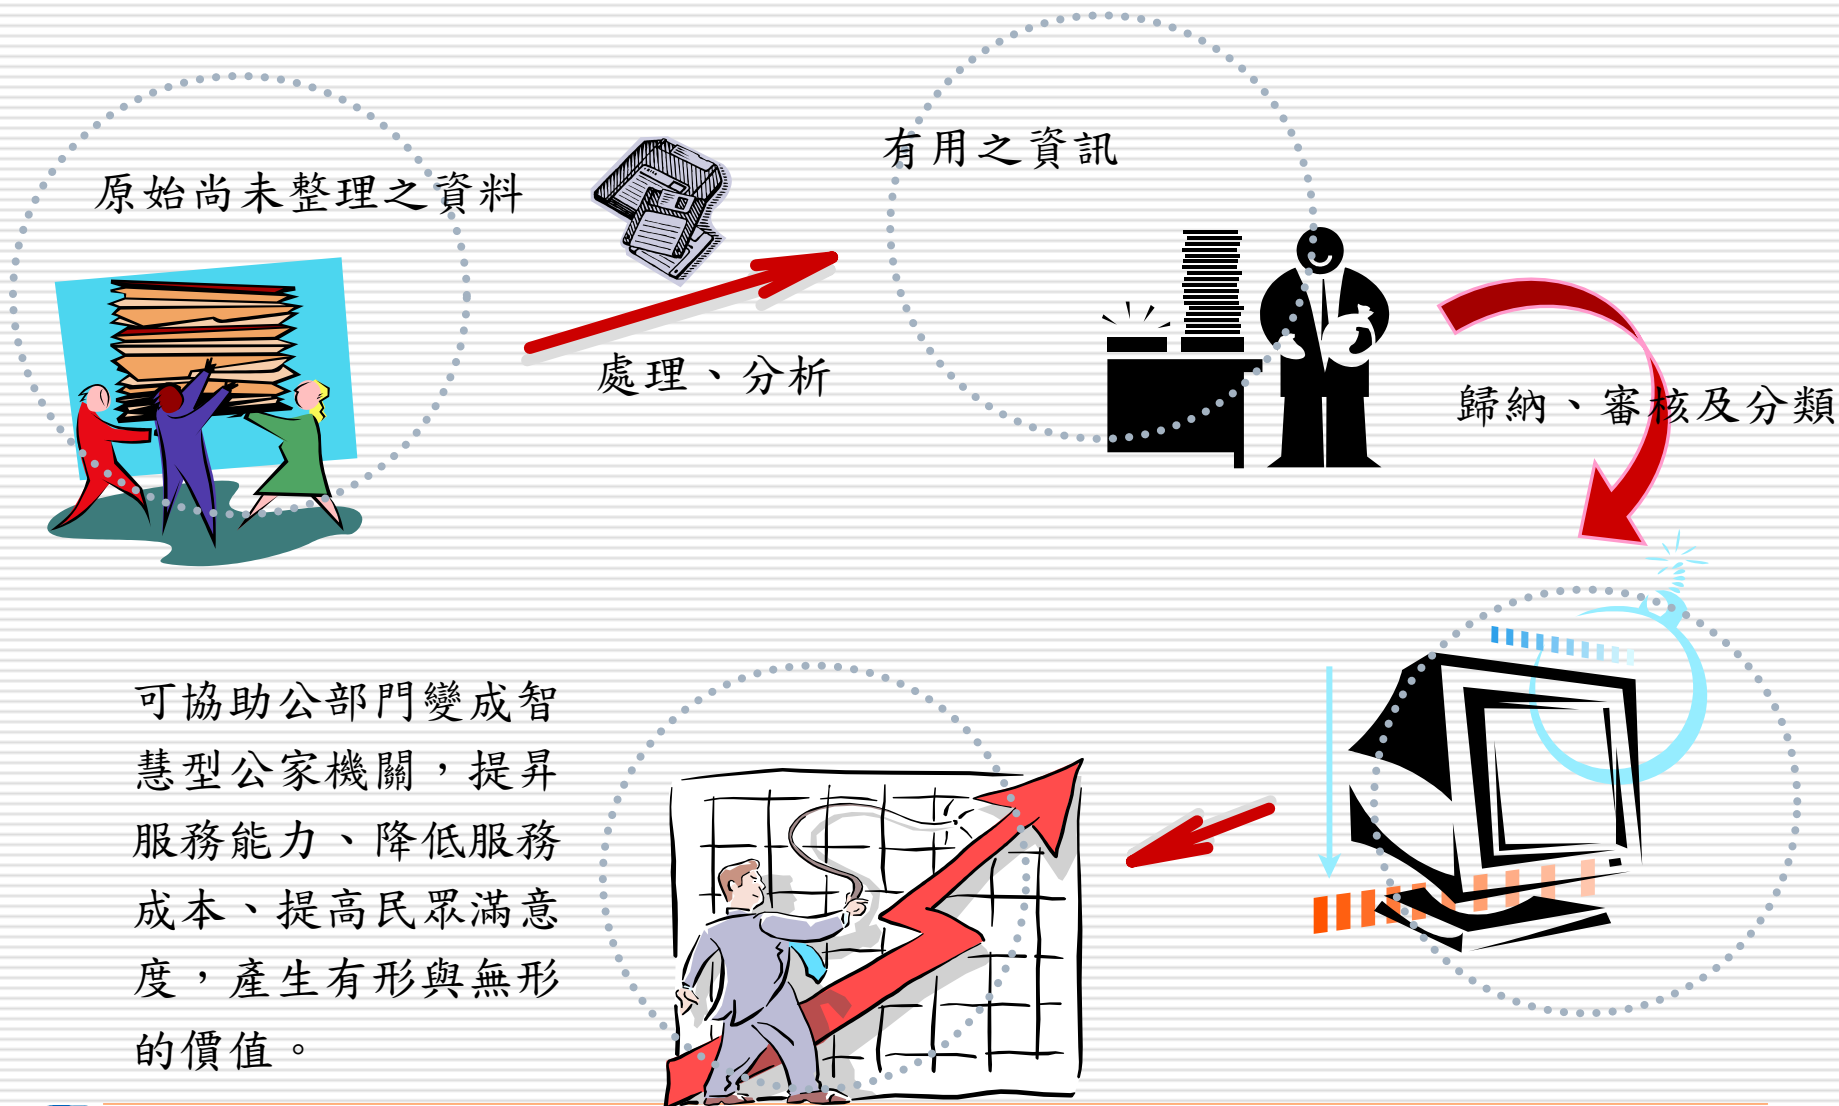 有用之資訊
原始尚未整理之資料
處理、分析
歸納、審核及分類
可協助公部門變成智
慧型公家機關，提昇
服務能力、降低服務
成本、提高民眾滿意
度，產生有形與無形
的價值。